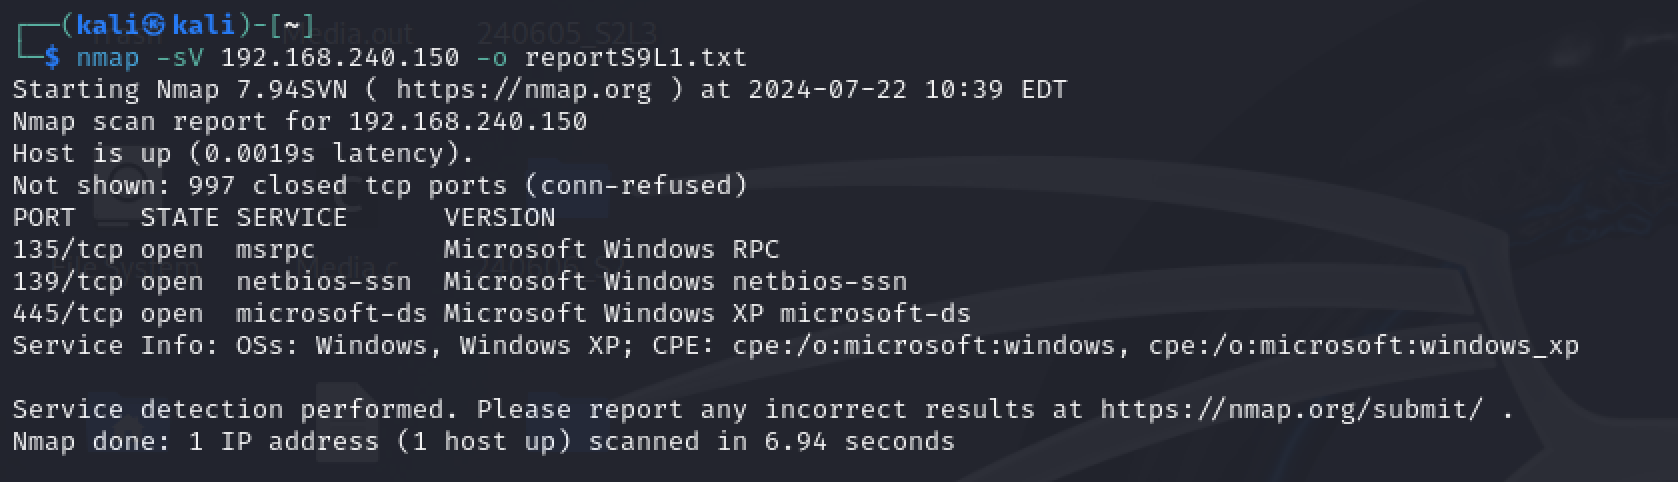 ┌──(kali㉿kali)-[~]
└─$ nmap -sV 192.168.240.150 -o reportS9L1.txt
Starting Nmap 7.94SVN ( https://nmap.org ) at 2024-07-22 10:39 EDT
Nmap scan report for 192.168.240.150
Host is up (0.0019s latency).
Not shown: 997 closed tcp ports (conn-refused)
PORT    STATE SERVICE      VERSION
135/tcp open  msrpc        Microsoft Windows RPC
139/tcp open  netbios-ssn  Microsoft Windows netbios-ssn
445/tcp open  microsoft-ds Microsoft Windows XP microsoft-ds
Service Info: OSs: Windows, Windows XP; CPE: cpe:/o:microsoft:windows, cpe:/o:microsoft:windows_xp

Service detection performed. Please report any incorrect results at https://nmap.org/submit/ .
Nmap done: 1 IP address (1 host up) scanned in 6.94 seconds